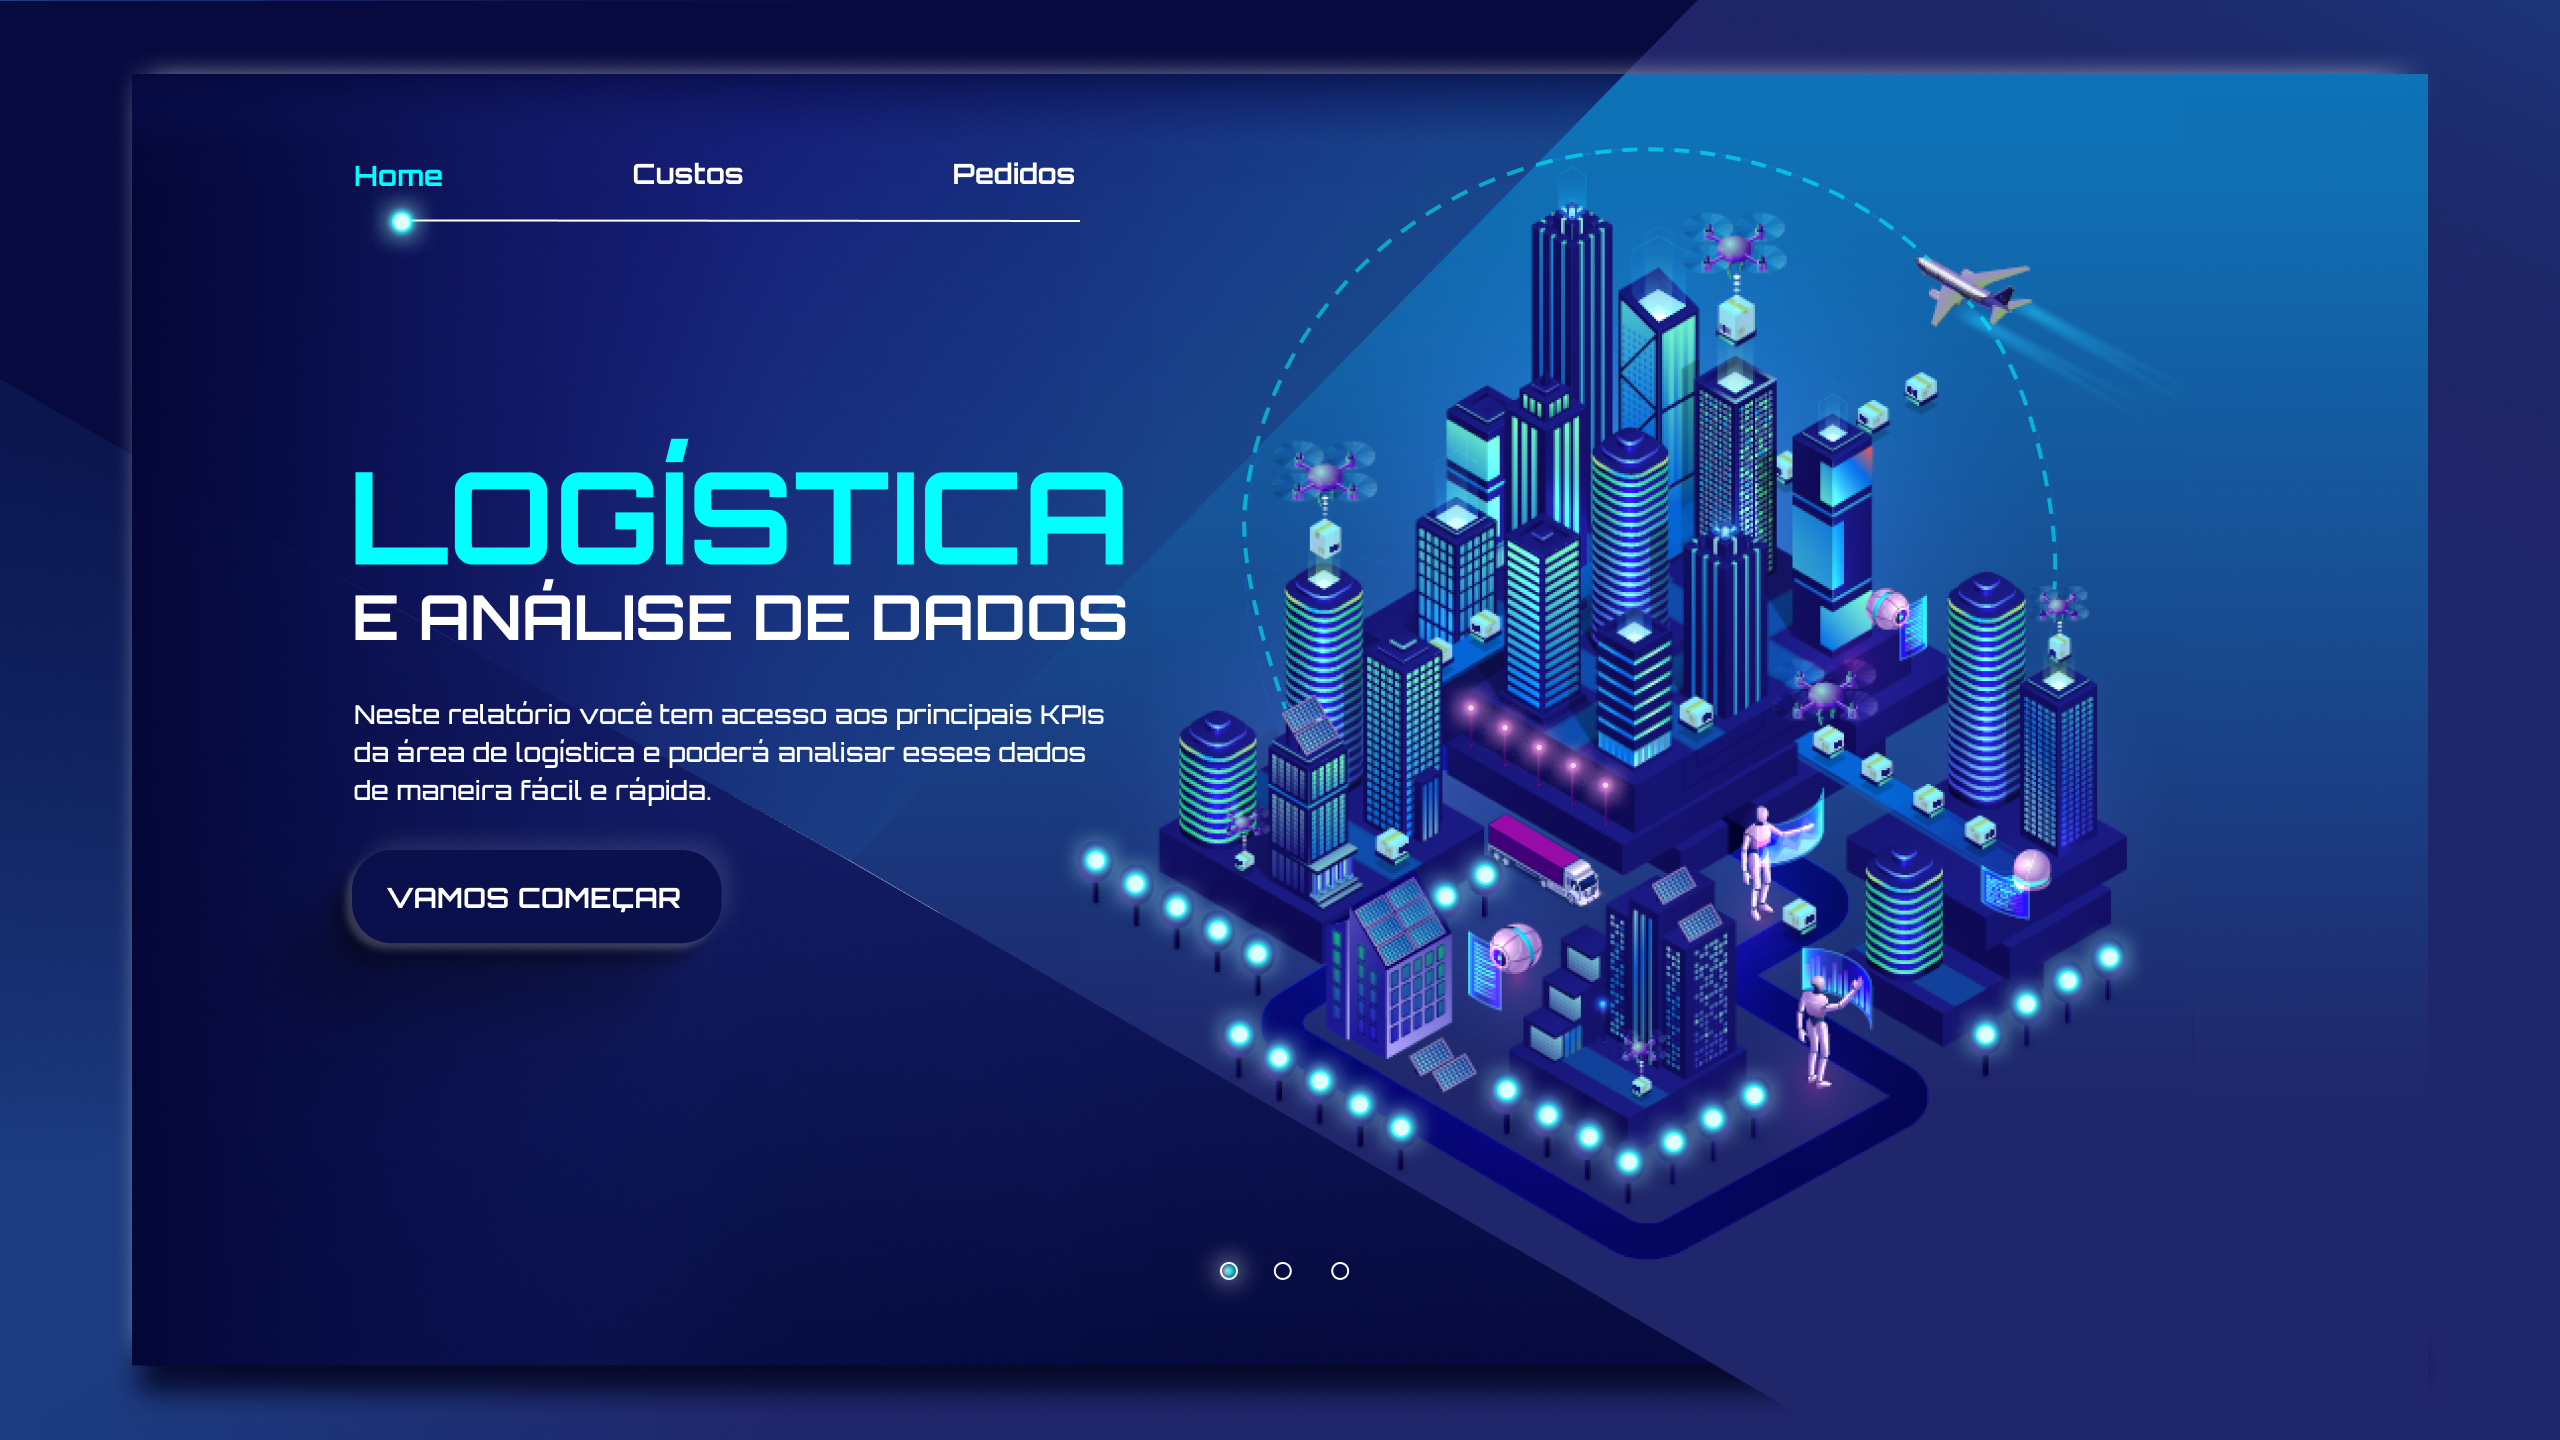 Home Custos Pedidos
LOGÍSTICA
E ANÁLISE DE DADOS
Neste relatório você tem acesso aos principais KPIs
da área de logística e poderá analisar esses dados
de maneira fácil e rápida.
VAMOS COMEÇAR